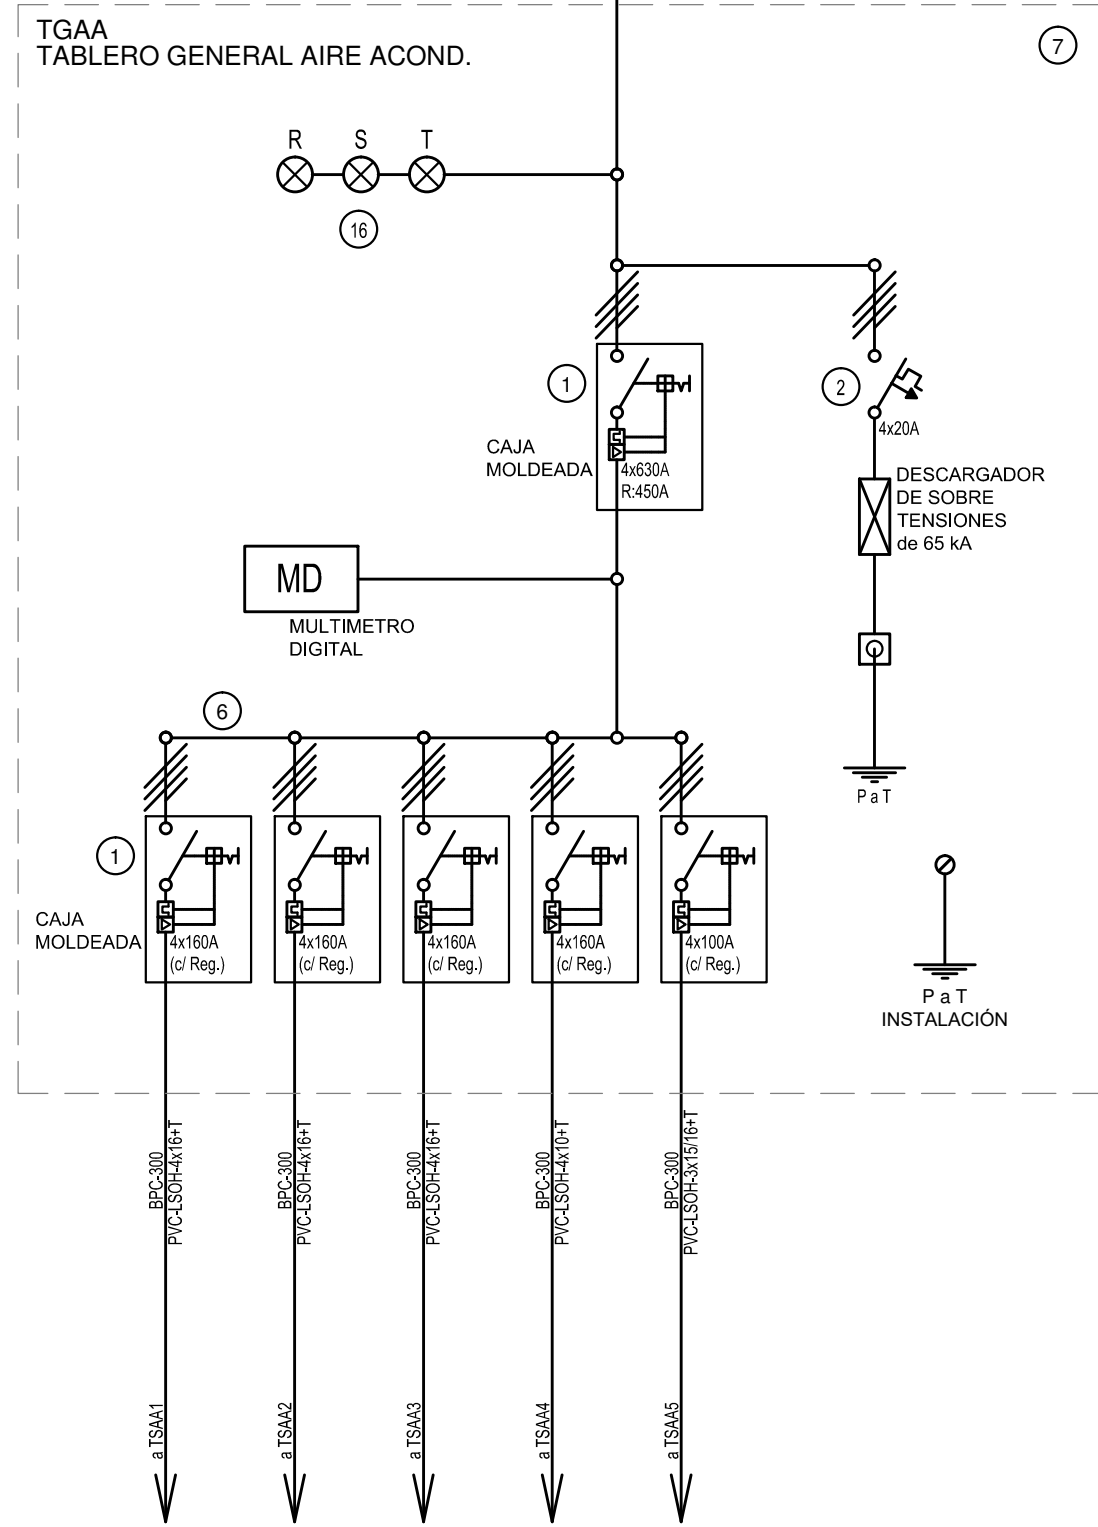 TGAA
TABLERO GENERAL AIRE ACOND.
7
R S T
16
1
2
4x20A
CAJA
MOLDEADA
4x630A
R:450A
DESCARGADOR
DE SOBRE
TENSIONES
de 65 kA
MD
MULTIMETRO
DIGITAL
6
P a T
1
CAJA
MOLDEADA
4x160A
(c/ Reg.)
4x160A
(c/ Reg.)
4x160A
(c/ Reg.)
4x160A
(c/ Reg.)
4x100A
(c/ Reg.)
P a T
INSTALACIÓN
BPC-300
PVC-LSOH-4x16+T
BPC-300
PVC-LSOH-4x16+T
BPC-300
PVC-LSOH-4x16+T
BPC-300
PVC-LSOH-4x10+T
BPC-300
PVC-LSOH-3x15/16+T
a TSAA1
a TSAA2
a TSAA3
a TSAA4
a TSAA5